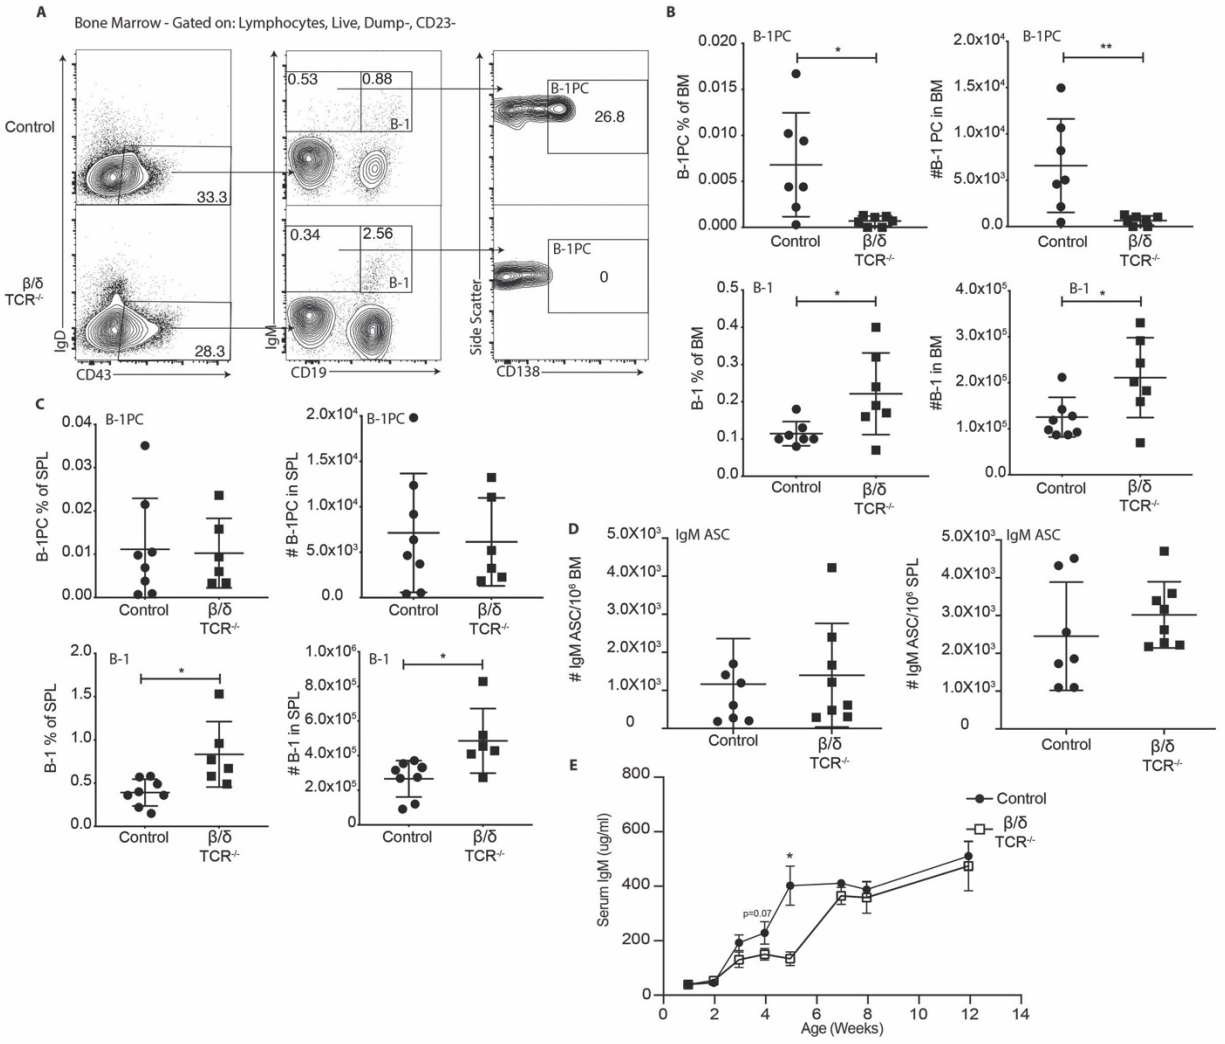 A
Bone Marrow - Gated on: Lymphocytes, Live, Dump-, CD23-
Control
β/δ
TCR-/-
33.3
28.3
IgD
CD43
0.53
0.88
B-1
0.34
2.56
B-1
IgM
CD19
B-1PC
26.8
B-1PC
0
Side Scatter
CD138
B
B-1PC
*
B-1PC % of BM
0.020
0.015
0.010
0.005
0.000
Control
β/δ
TCR-/-
B-1PC
**
#B-1 PC in BM
2.0x10⁴
1.5x10⁴
1.0x10⁴
5.0x10³
0.0
Control
β/δ
TCR-/-
B-1
*
B-1 % of BM
0.5
0.4
0.3
0.2
0.1
0.0
Control
β/δ
TCR-/-
B-1
*
#B-1 in BM
4.0x10⁵
3.0x10⁵
2.0x10⁵
1.0x10⁵
0.0
Control
β/δ
TCR-/-
C
B-1PC
B-1PC % of SPL
0.04
0.03
0.02
0.01
0.00
Control
β/δ
TCR-/-
B-1PC
# B-1PC in SPL
2.0x10⁴
1.5x10⁴
1.0x10⁴
5.0x10³
0.0
Control
β/δ
TCR-/-
B-1
*
B-1 % of SPL
2.0
1.5
1.0
0.5
0.0
Control
β/δ
TCR-/-
B-1
*
# B-1 in SPL
1.0x10⁶
8.0x10⁵
6.0x10⁵
4.0x10⁵
2.0x10⁵
0
Control
β/δ
TCR-/-
D
IgM ASC
# IgM ASC/10⁶ BM
5.0X10³
4.0X10³
3.0X10³
2.0X10³
1.0X10³
0
Control
β/δ
TCR-/-
IgM ASC
# IgM ASC/10⁶ SPL
5.0X10³
4.0X10³
3.0X10³
2.0X10³
1.0X10³
0
Control
β/δ
TCR-/-
E
Serum IgM (ug/ml)
800
600
400
200
0
p=0.07
*
Control
β/δ
TCR-/-
0 2 4 6 8 10 12 14
Age (Weeks)